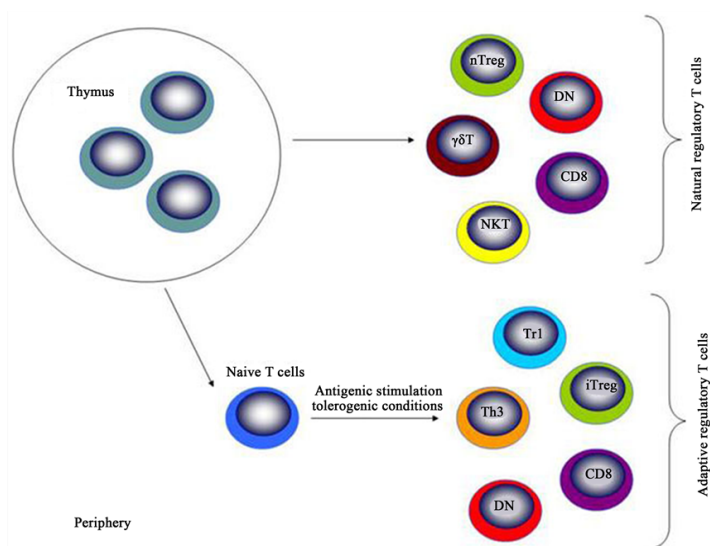 Thymus
nTreg
DN
γδT
CD8
NKT
Natural regulatory T cells
Naive T cells
Antigenic stimulation
tolerogenic conditions
Tr1
iTreg
Th3
CD8
DN
Adaptive regulatory T cells
Periphery